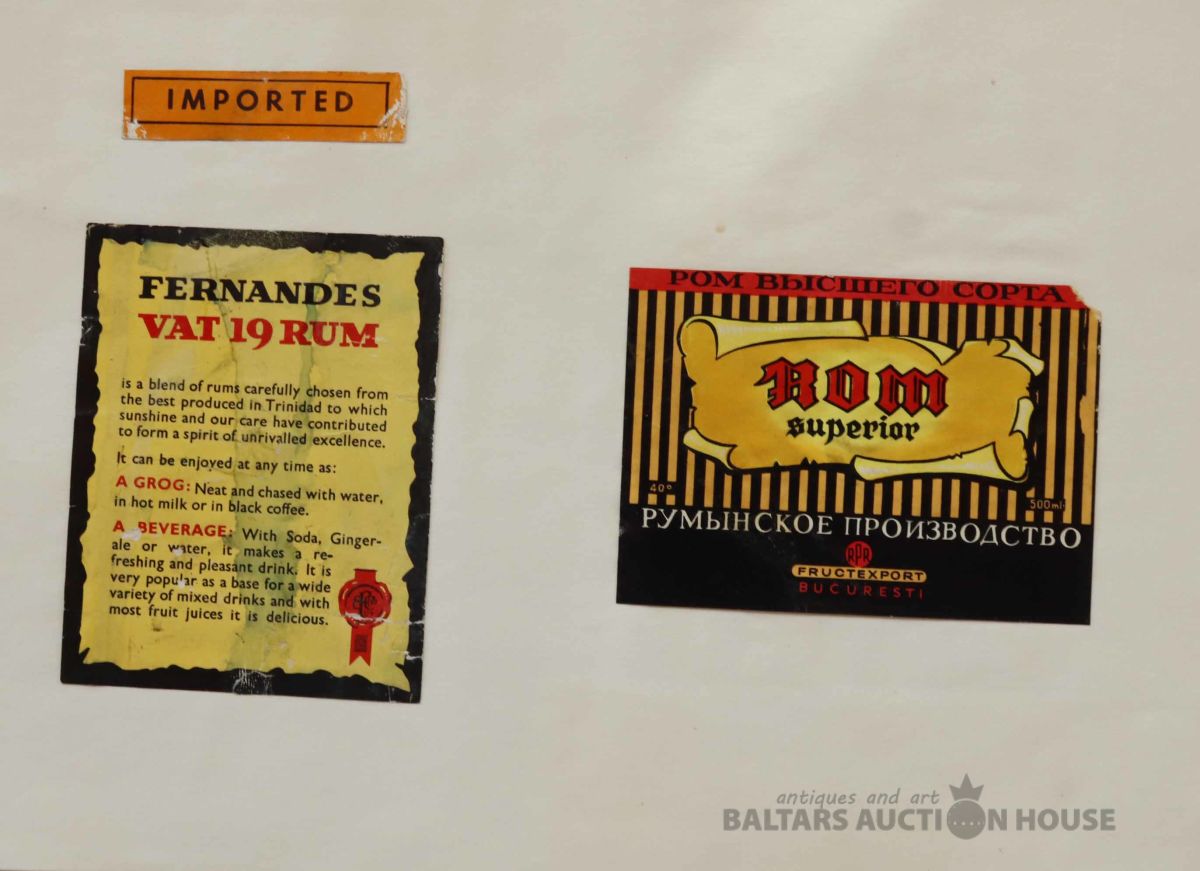 IMPORTED
FERNANDES
VAT 19 RUM
is a blend of rums carefully chosen from
the best produced in Trinidad to which
sunshine and our care have contributed
to form a spirit of unrivalled excellence.
It can be enjoyed at any time as:
A GROG: Neat and chased with water,
in hot milk or in black coffee.
A BEVERAGE: With Soda, Ginger-
ale or water, it makes a re-
freshing and pleasant drink. It is
very popular as a base for a wide
variety of mixed drinks and with
most fruit juices it is delicious.
РОМ ВЫСШЕГО СОРТА
Rom
superior
40°
500ml
РУМЫНСКОЕ ПРОИЗВОДСТВО
RPR
FRUCTEXPORT
BUCURESTI
antiques and art
BALTARS AUCTION HOUSE